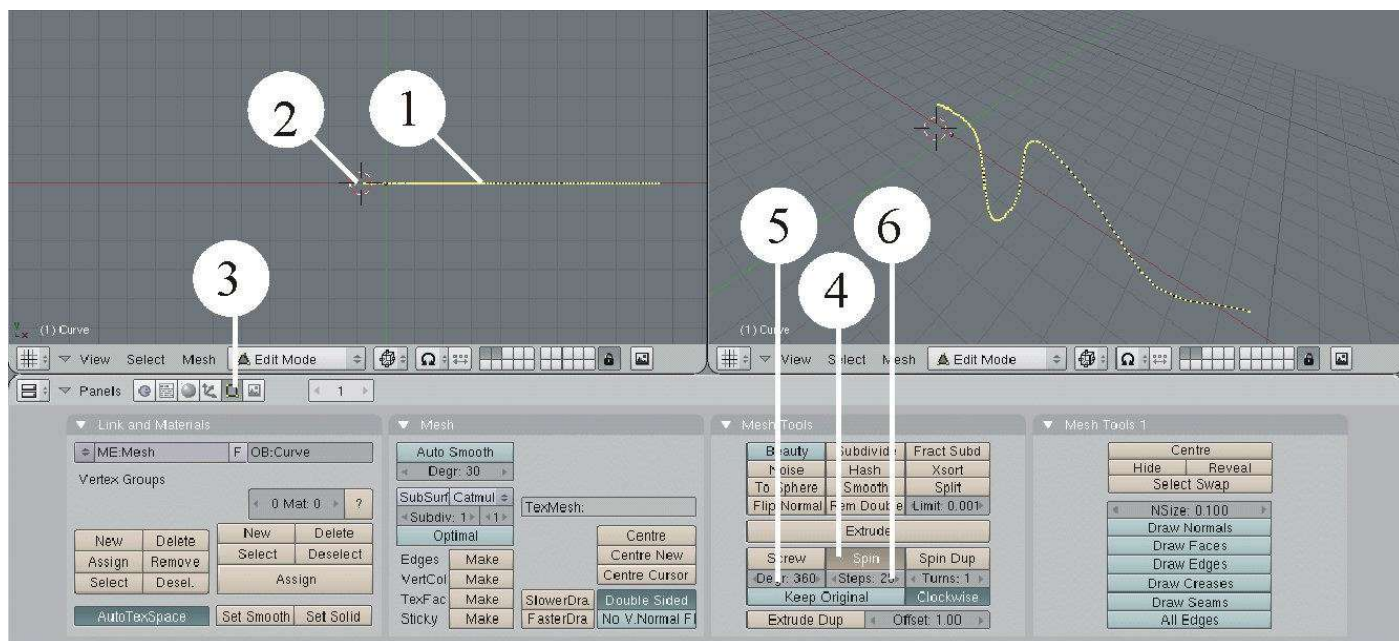 2
1
3
5
4
6
(1) Curve
(1) Curve
View Select Mesh Edit Mode
View Select Mesh Edit Mode
Panels 1
Link and Materials
ME:Mesh F OB:Curve
Vertex Groups
0 Mat: 0 ?
New Delete
Assign Remove
Select Desel.
New Delete
Select Deselect
Assign
AutoTexSpace Set Smooth Set Solid
Mesh
Auto Smooth
Degr: 30
SubSurf Catmul
Subdiv: 1 1
Optimal
Edges Make
VertCol Make
TexFac Make
Sticky Make
TexMesh:
Centre
Centre New
Centre Cursor
SlowerDra Double Sided
FasterDra No V.Normal Fl
Mesh Tools
Beauty Subdivide Fract Subd
Noise Hash Xsort
To Sphere Smooth Split
Flip Normal Rem Double Limit: 0.001
Extrude
Screw Spin Spin Dup
Degr: 360 Steps: Turns: 1
Keep Original Clockwise
Extrude Dup Offset: 1.00
Mesh Tools 1
Centre
Hide Reveal
Select Swap
NSize: 0.100
Draw Normals
Draw Faces
Draw Edges
Draw Creases
Draw Seams
All Edges